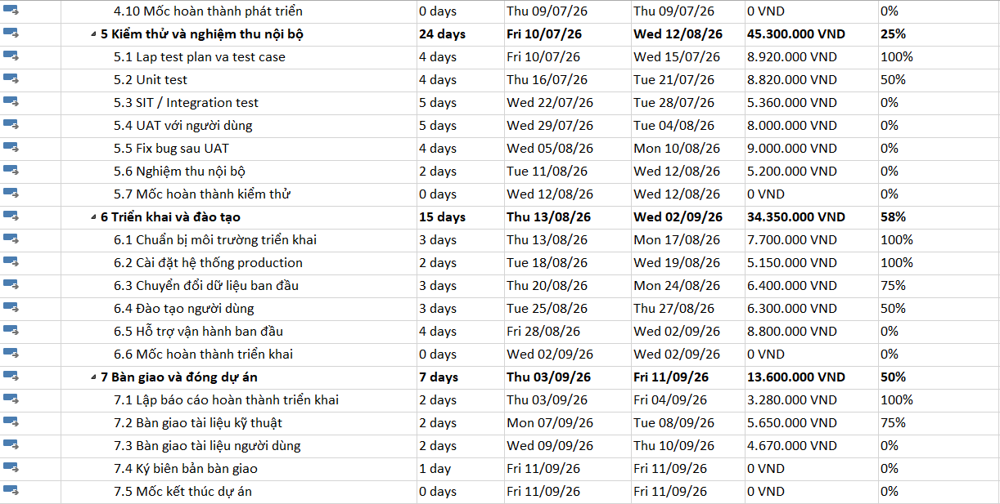 4.10 Mốc hoàn thành phát triển 0 days Thu 09/07/26 Thu 09/07/26 0 VND 0%
5 Kiểm thử và nghiệm thu nội bộ 24 days Fri 10/07/26 Wed 12/08/26 45.300.000 VND 25%
5.1 Lap test plan va test case 4 days Fri 10/07/26 Wed 15/07/26 8.920.000 VND 100%
5.2 Unit test 4 days Thu 16/07/26 Tue 21/07/26 8.820.000 VND 50%
5.3 SIT / Integration test 5 days Wed 22/07/26 Tue 28/07/26 5.360.000 VND 0%
5.4 UAT với người dùng 5 days Wed 29/07/26 Tue 04/08/26 8.000.000 VND 0%
5.5 Fix bug sau UAT 4 days Wed 05/08/26 Mon 10/08/26 9.000.000 VND 0%
5.6 Nghiệm thu nội bộ 2 days Tue 11/08/26 Wed 12/08/26 5.200.000 VND 0%
5.7 Mốc hoàn thành kiểm thử 0 days Wed 12/08/26 Wed 12/08/26 0 VND 0%
6 Triển khai và đào tạo 15 days Thu 13/08/26 Wed 02/09/26 34.350.000 VND 58%
6.1 Chuẩn bị môi trường triển khai 3 days Thu 13/08/26 Mon 17/08/26 7.700.000 VND 100%
6.2 Cài đặt hệ thống production 2 days Tue 18/08/26 Wed 19/08/26 5.150.000 VND 100%
6.3 Chuyển đổi dữ liệu ban đầu 3 days Thu 20/08/26 Mon 24/08/26 6.400.000 VND 75%
6.4 Đào tạo người dùng 3 days Tue 25/08/26 Thu 27/08/26 6.300.000 VND 50%
6.5 Hỗ trợ vận hành ban đầu 4 days Fri 28/08/26 Wed 02/09/26 8.800.000 VND 0%
6.6 Mốc hoàn thành triển khai 0 days Wed 02/09/26 Wed 02/09/26 0 VND 0%
7 Bàn giao và đóng dự án 7 days Thu 03/09/26 Fri 11/09/26 13.600.000 VND 50%
7.1 Lập báo cáo hoàn thành triển khai 2 days Thu 03/09/26 Fri 04/09/26 3.280.000 VND 100%
7.2 Bàn giao tài liệu kỹ thuật 2 days Mon 07/09/26 Tue 08/09/26 5.650.000 VND 75%
7.3 Bàn giao tài liệu người dùng 2 days Wed 09/09/26 Thu 10/09/26 4.670.000 VND 0%
7.4 Ký biên bản bàn giao 1 day Fri 11/09/26 Fri 11/09/26 0 VND 0%
7.5 Mốc kết thúc dự án 0 days Fri 11/09/26 Fri 11/09/26 0 VND 0%